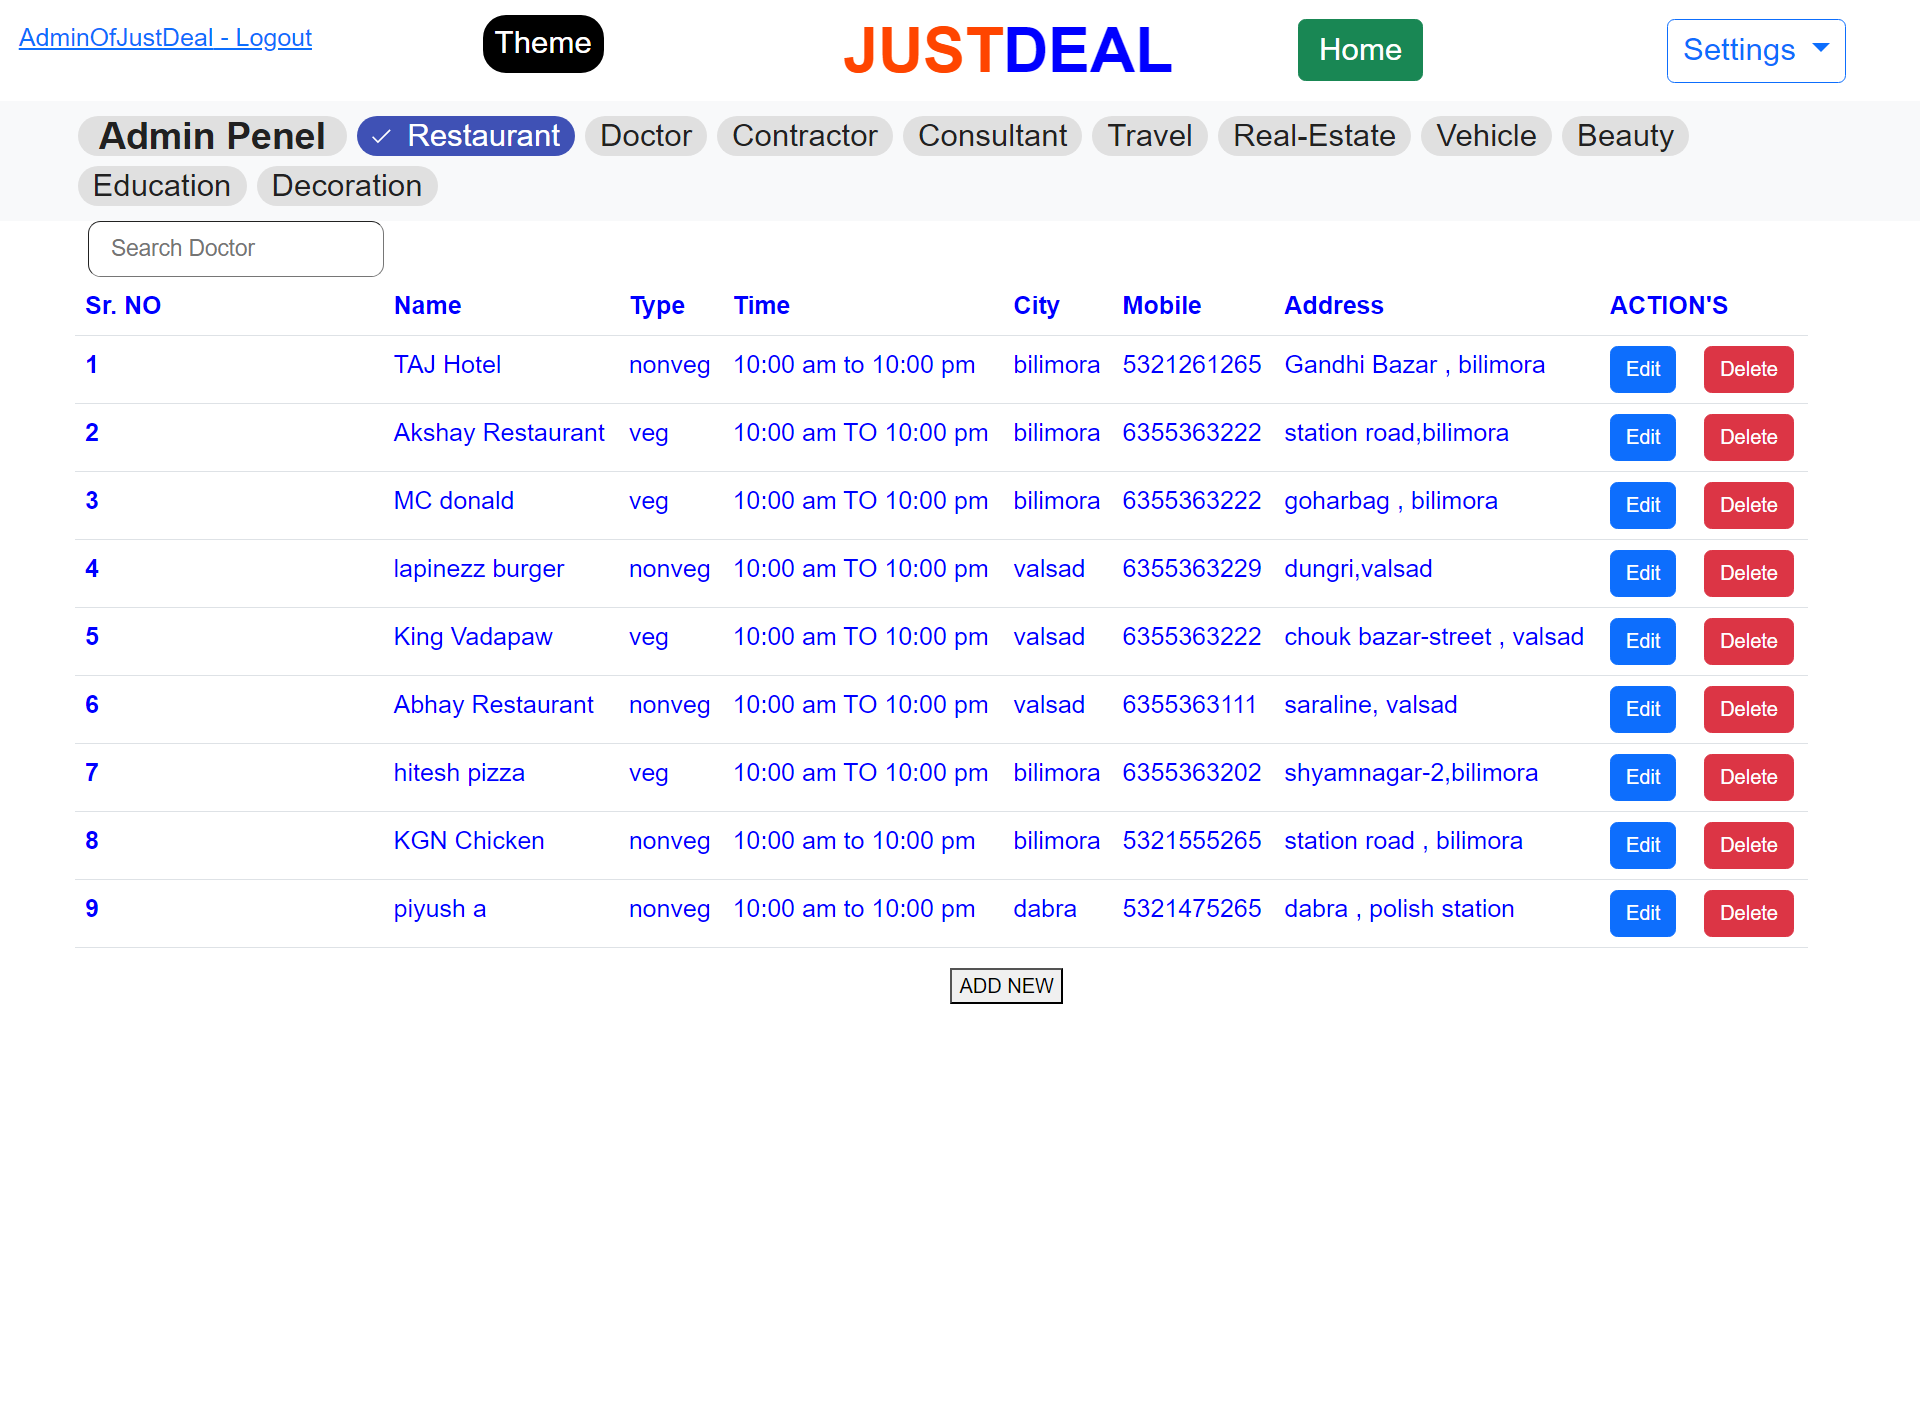 AdminOfJustDeal - Logout Theme JUSTDEAL Home Settings
Admin Penel Restaurant Doctor Contractor Consultant Travel Real-Estate Vehicle Beauty
Education Decoration
Search Doctor
Sr. NO Name Type Time City Mobile Address ACTION'S
1 TAJ Hotel nonveg 10:00 am to 10:00 pm bilimora 5321261265 Gandhi Bazar , bilimora Edit Delete
2 Akshay Restaurant veg 10:00 am TO 10:00 pm bilimora 6355363222 station road,bilimora Edit Delete
3 MC donald veg 10:00 am TO 10:00 pm bilimora 6355363222 goharbag , bilimora Edit Delete
4 lapinezz burger nonveg 10:00 am TO 10:00 pm valsad 6355363229 dungri,valsad Edit Delete
5 King Vadapaw veg 10:00 am TO 10:00 pm valsad 6355363222 chouk bazar-street , valsad Edit Delete
6 Abhay Restaurant nonveg 10:00 am TO 10:00 pm valsad 6355363111 saraline, valsad Edit Delete
7 hitesh pizza veg 10:00 am TO 10:00 pm bilimora 6355363202 shyamnagar-2,bilimora Edit Delete
8 KGN Chicken nonveg 10:00 am to 10:00 pm bilimora 5321555265 station road , bilimora Edit Delete
9 piyush a nonveg 10:00 am to 10:00 pm dabra 5321475265 dabra , polish station Edit Delete
ADD NEW